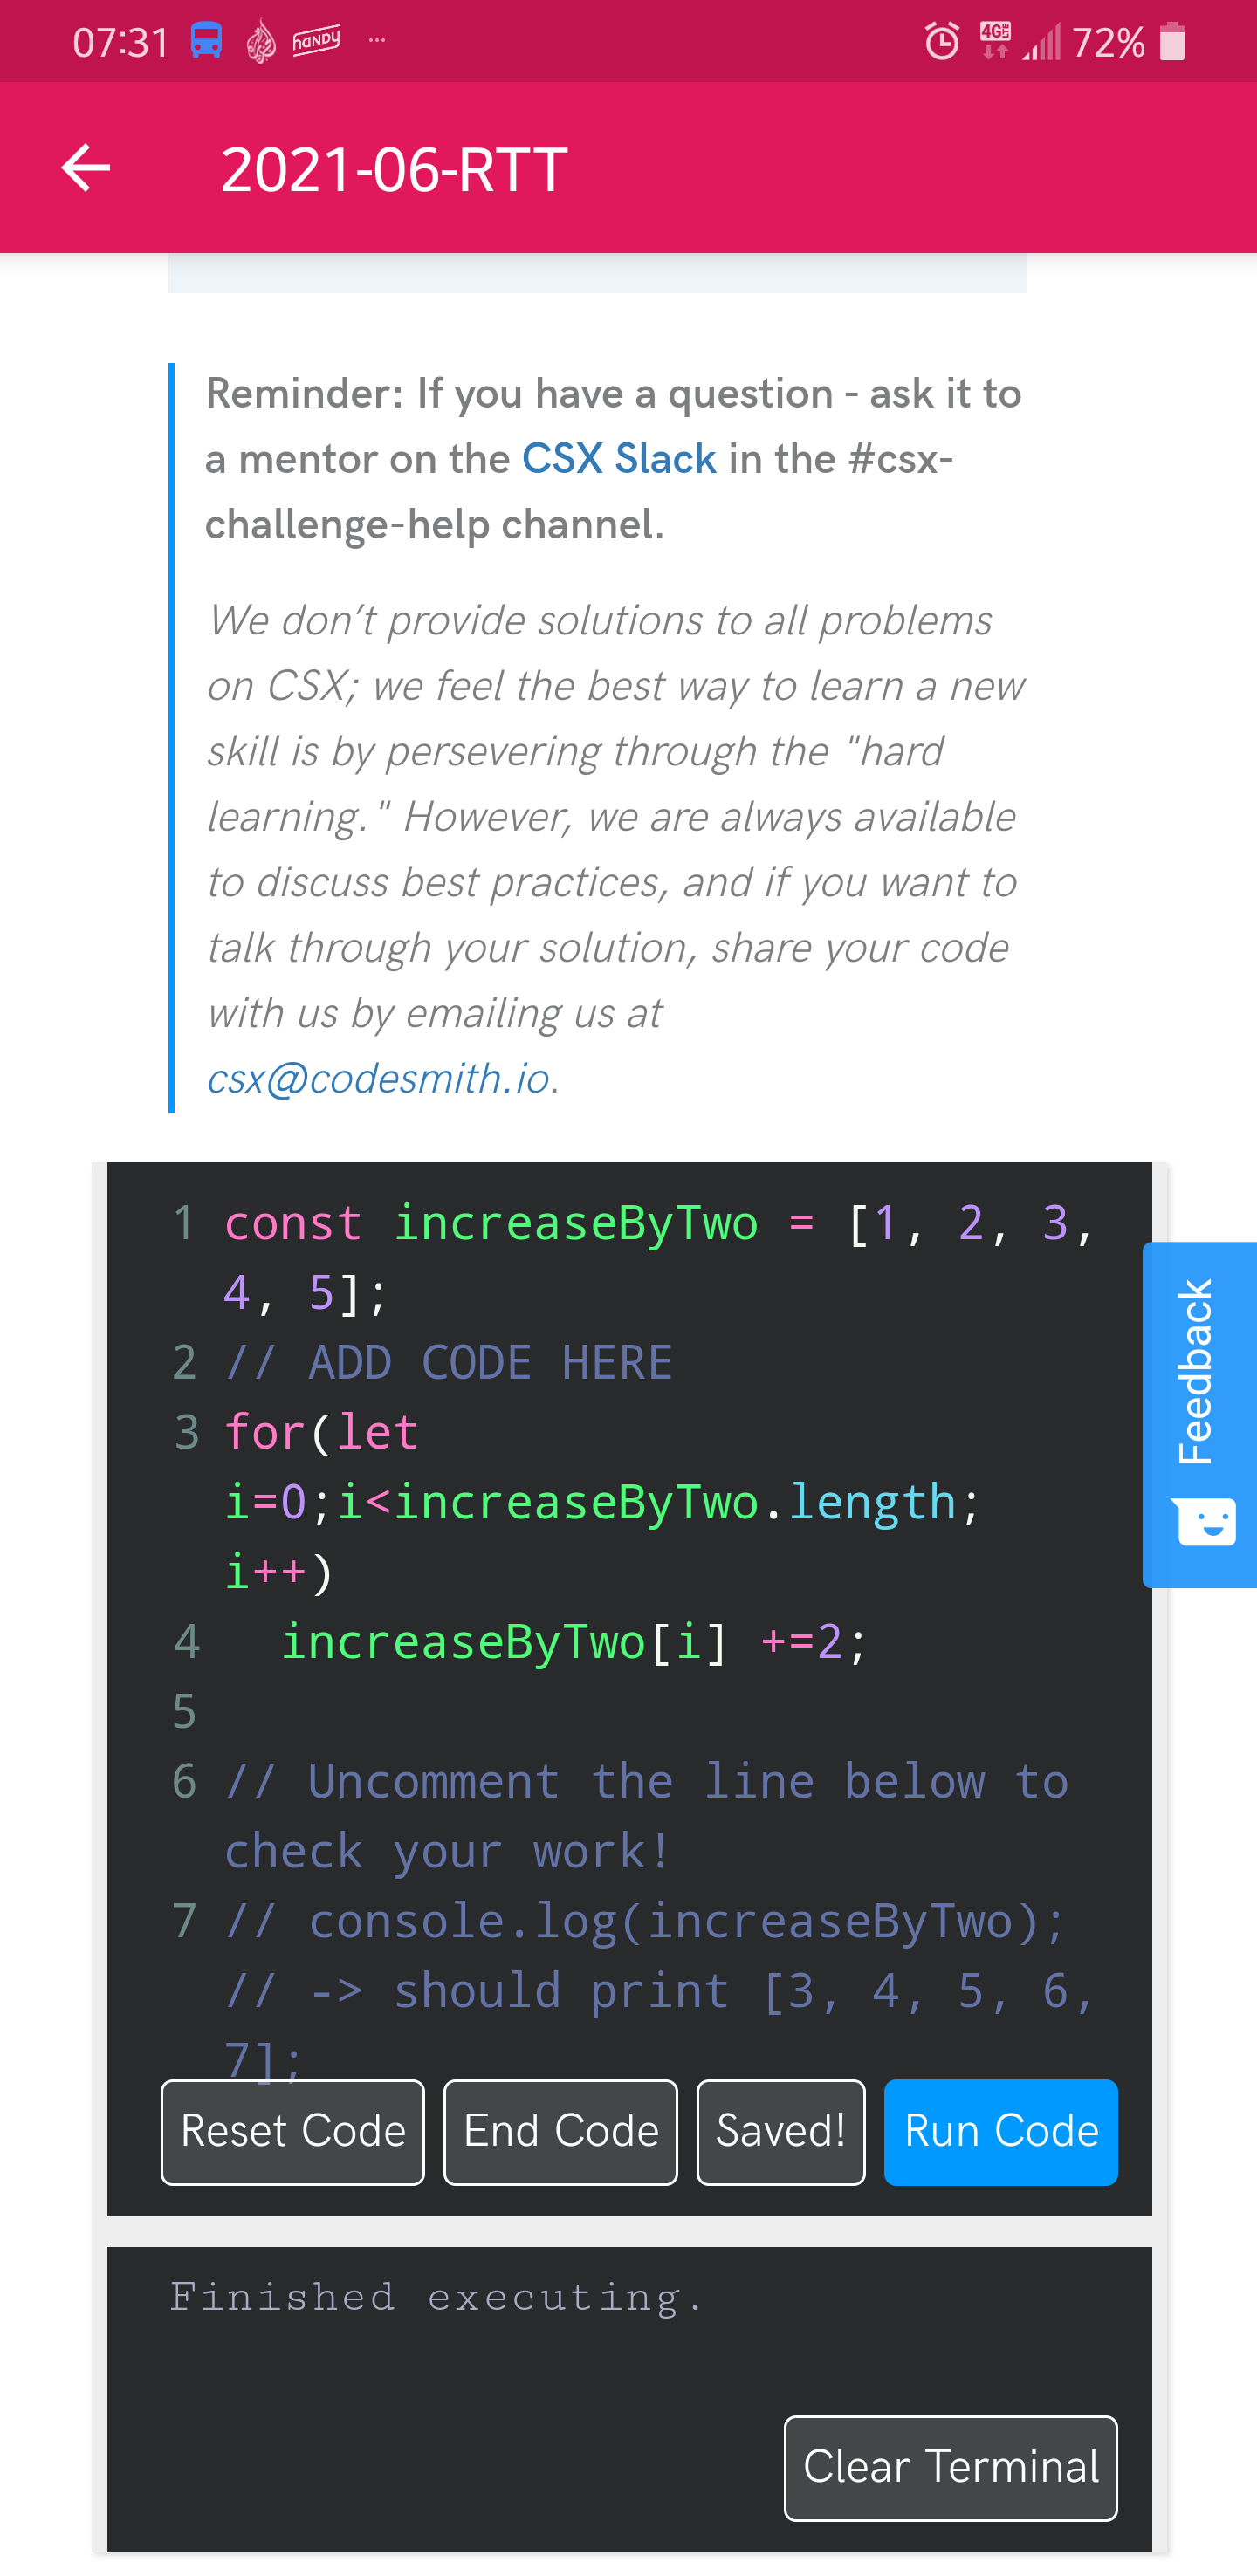 07:31 HANDY ... 4GE 72%
2021-06-RTT
Reminder: If you have a question - ask it to
a mentor on the CSX Slack in the #csx-
challenge-help channel.
We don’t provide solutions to all problems
on CSX; we feel the best way to learn a new
skill is by persevering through the "hard
learning." However, we are always available
to discuss best practices, and if you want to
talk through your solution, share your code
with us by emailing us at
csx@codesmith.io.
1 const increaseByTwo = [1, 2, 3,
4, 5];
2 // ADD CODE HERE
3 for(let
i=0;i<increaseByTwo.length;
i++)
4 increaseByTwo[i] +=2;
5
6 // Uncomment the line below to
check your work!
7 // console.log(increaseByTwo);
// -> should print [3, 4, 5, 6,
7];
Reset Code End Code Saved! Run Code
Finished executing.
Clear Terminal
Feedback